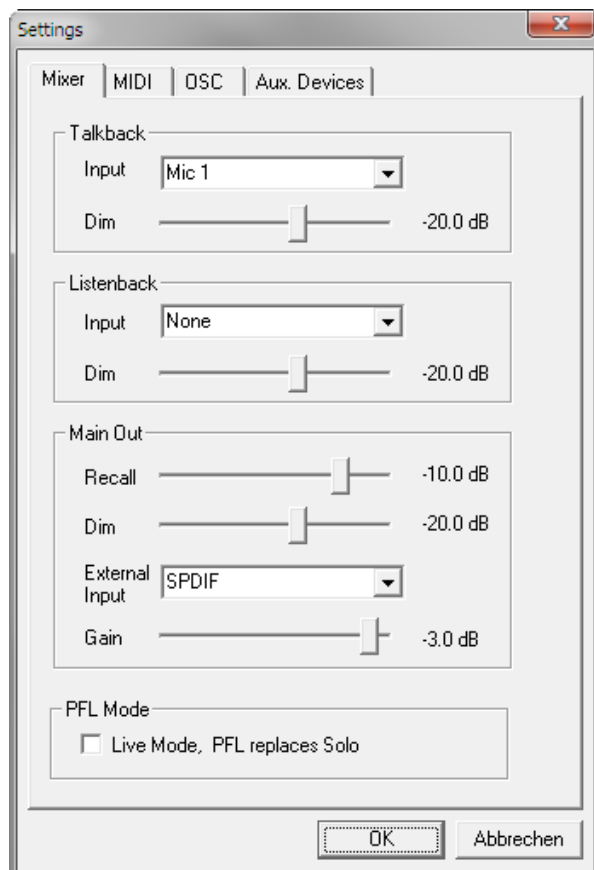 Settings
Mixer MIDI OSC Aux. Devices
Talkback
Input Mic 1
Dim -20.0 dB
Listenback
Input None
Dim -20.0 dB
Main Out
Recall -10.0 dB
Dim -20.0 dB
External
Input SPDIF
Gain -3.0 dB
PFL Mode
Live Mode, PFL replaces Solo
OK Abbrechen